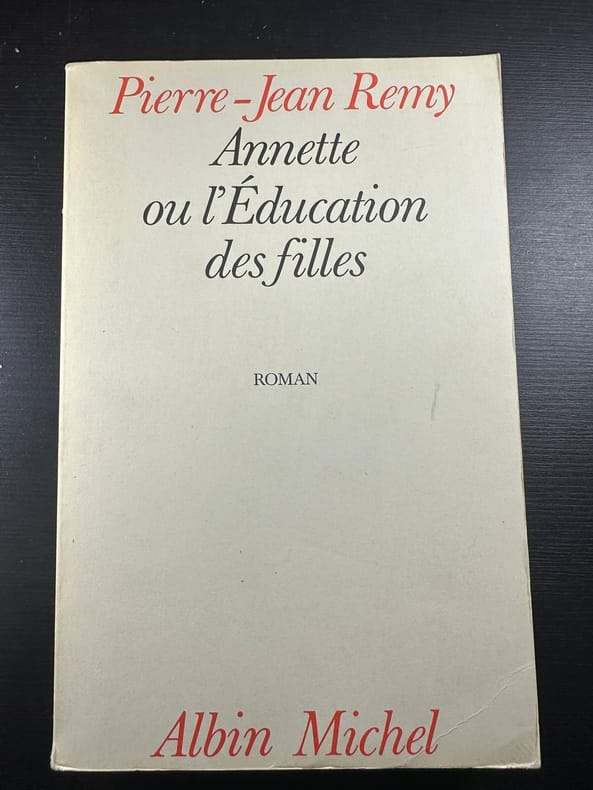 Pierre-Jean Remy
Annette
ou l'Éducation
des filles
ROMAN
Albin Michel